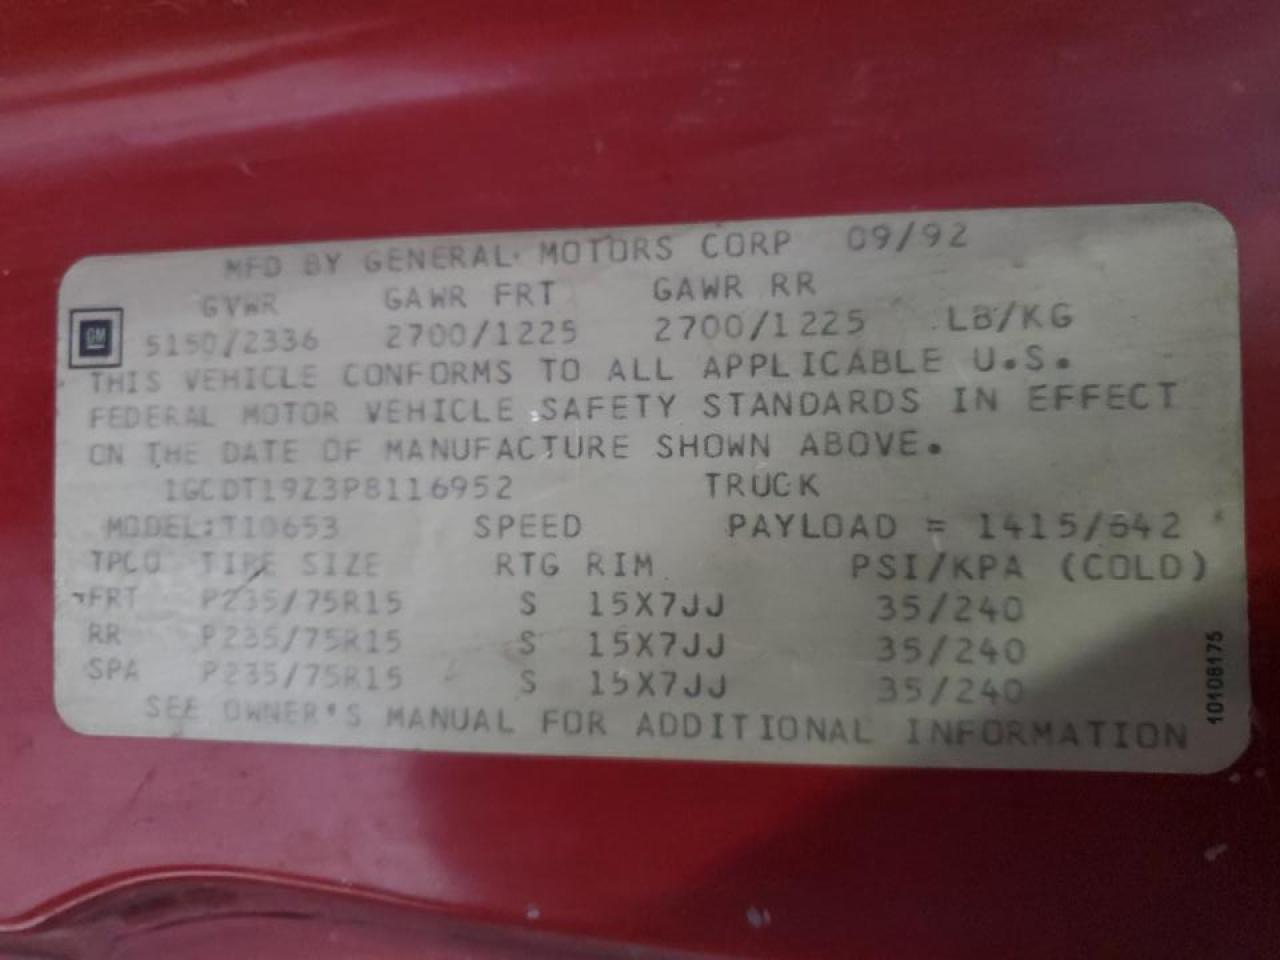 MFD BY GENERAL MOTORS CORP 09/92
GVWR GAWR FRT GAWR RR
GM
5150/2336 2700/1225 2700/1225 LB/KG
THIS VEHICLE CONFORMS TO ALL APPLICABLE U.S.
FEDERAL MOTOR VEHICLE SAFETY STANDARDS IN EFFECT
ON THE DATE OF MANUFACTURE SHOWN ABOVE.
1GCDT19Z3P8116952 TRUCK
MODEL:T10653 SPEED PAYLOAD = 1415/642
TPCO TIRE SIZE RTG RIM PSI/KPA (COLD)
FRT P235/75R15 S 15X7JJ 35/240
RR P235/75R15 S 15X7JJ 35/240
SPA P235/75R15 S 15X7JJ 35/240
SEE OWNER'S MANUAL FOR ADDITIONAL INFORMATION
10108175